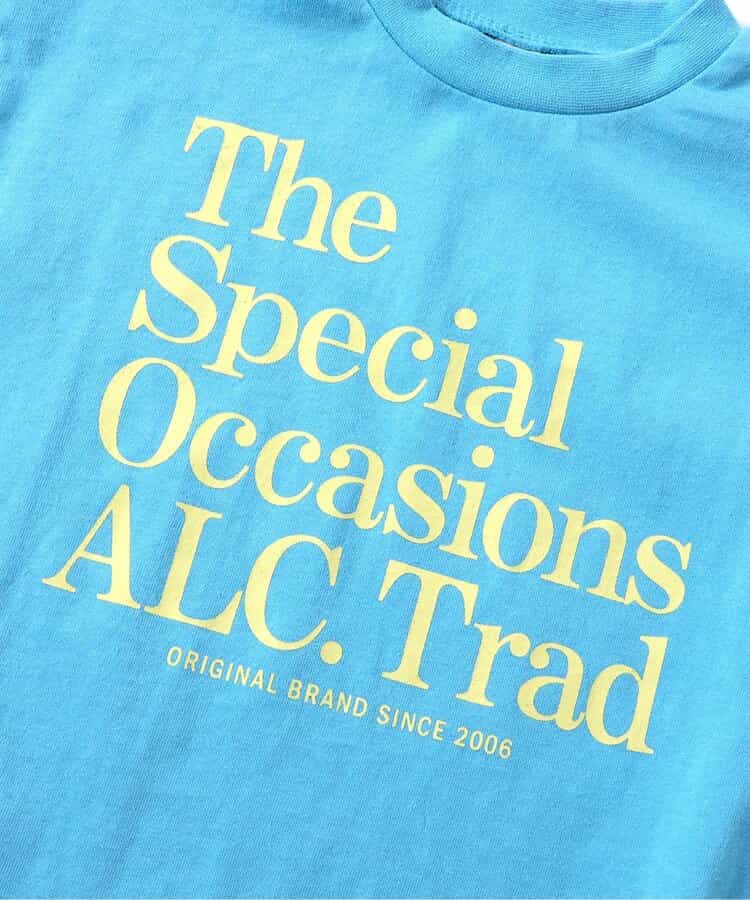 The
Special
Occasions
ALC. Trad
ORIGINAL BRAND SINCE 2006